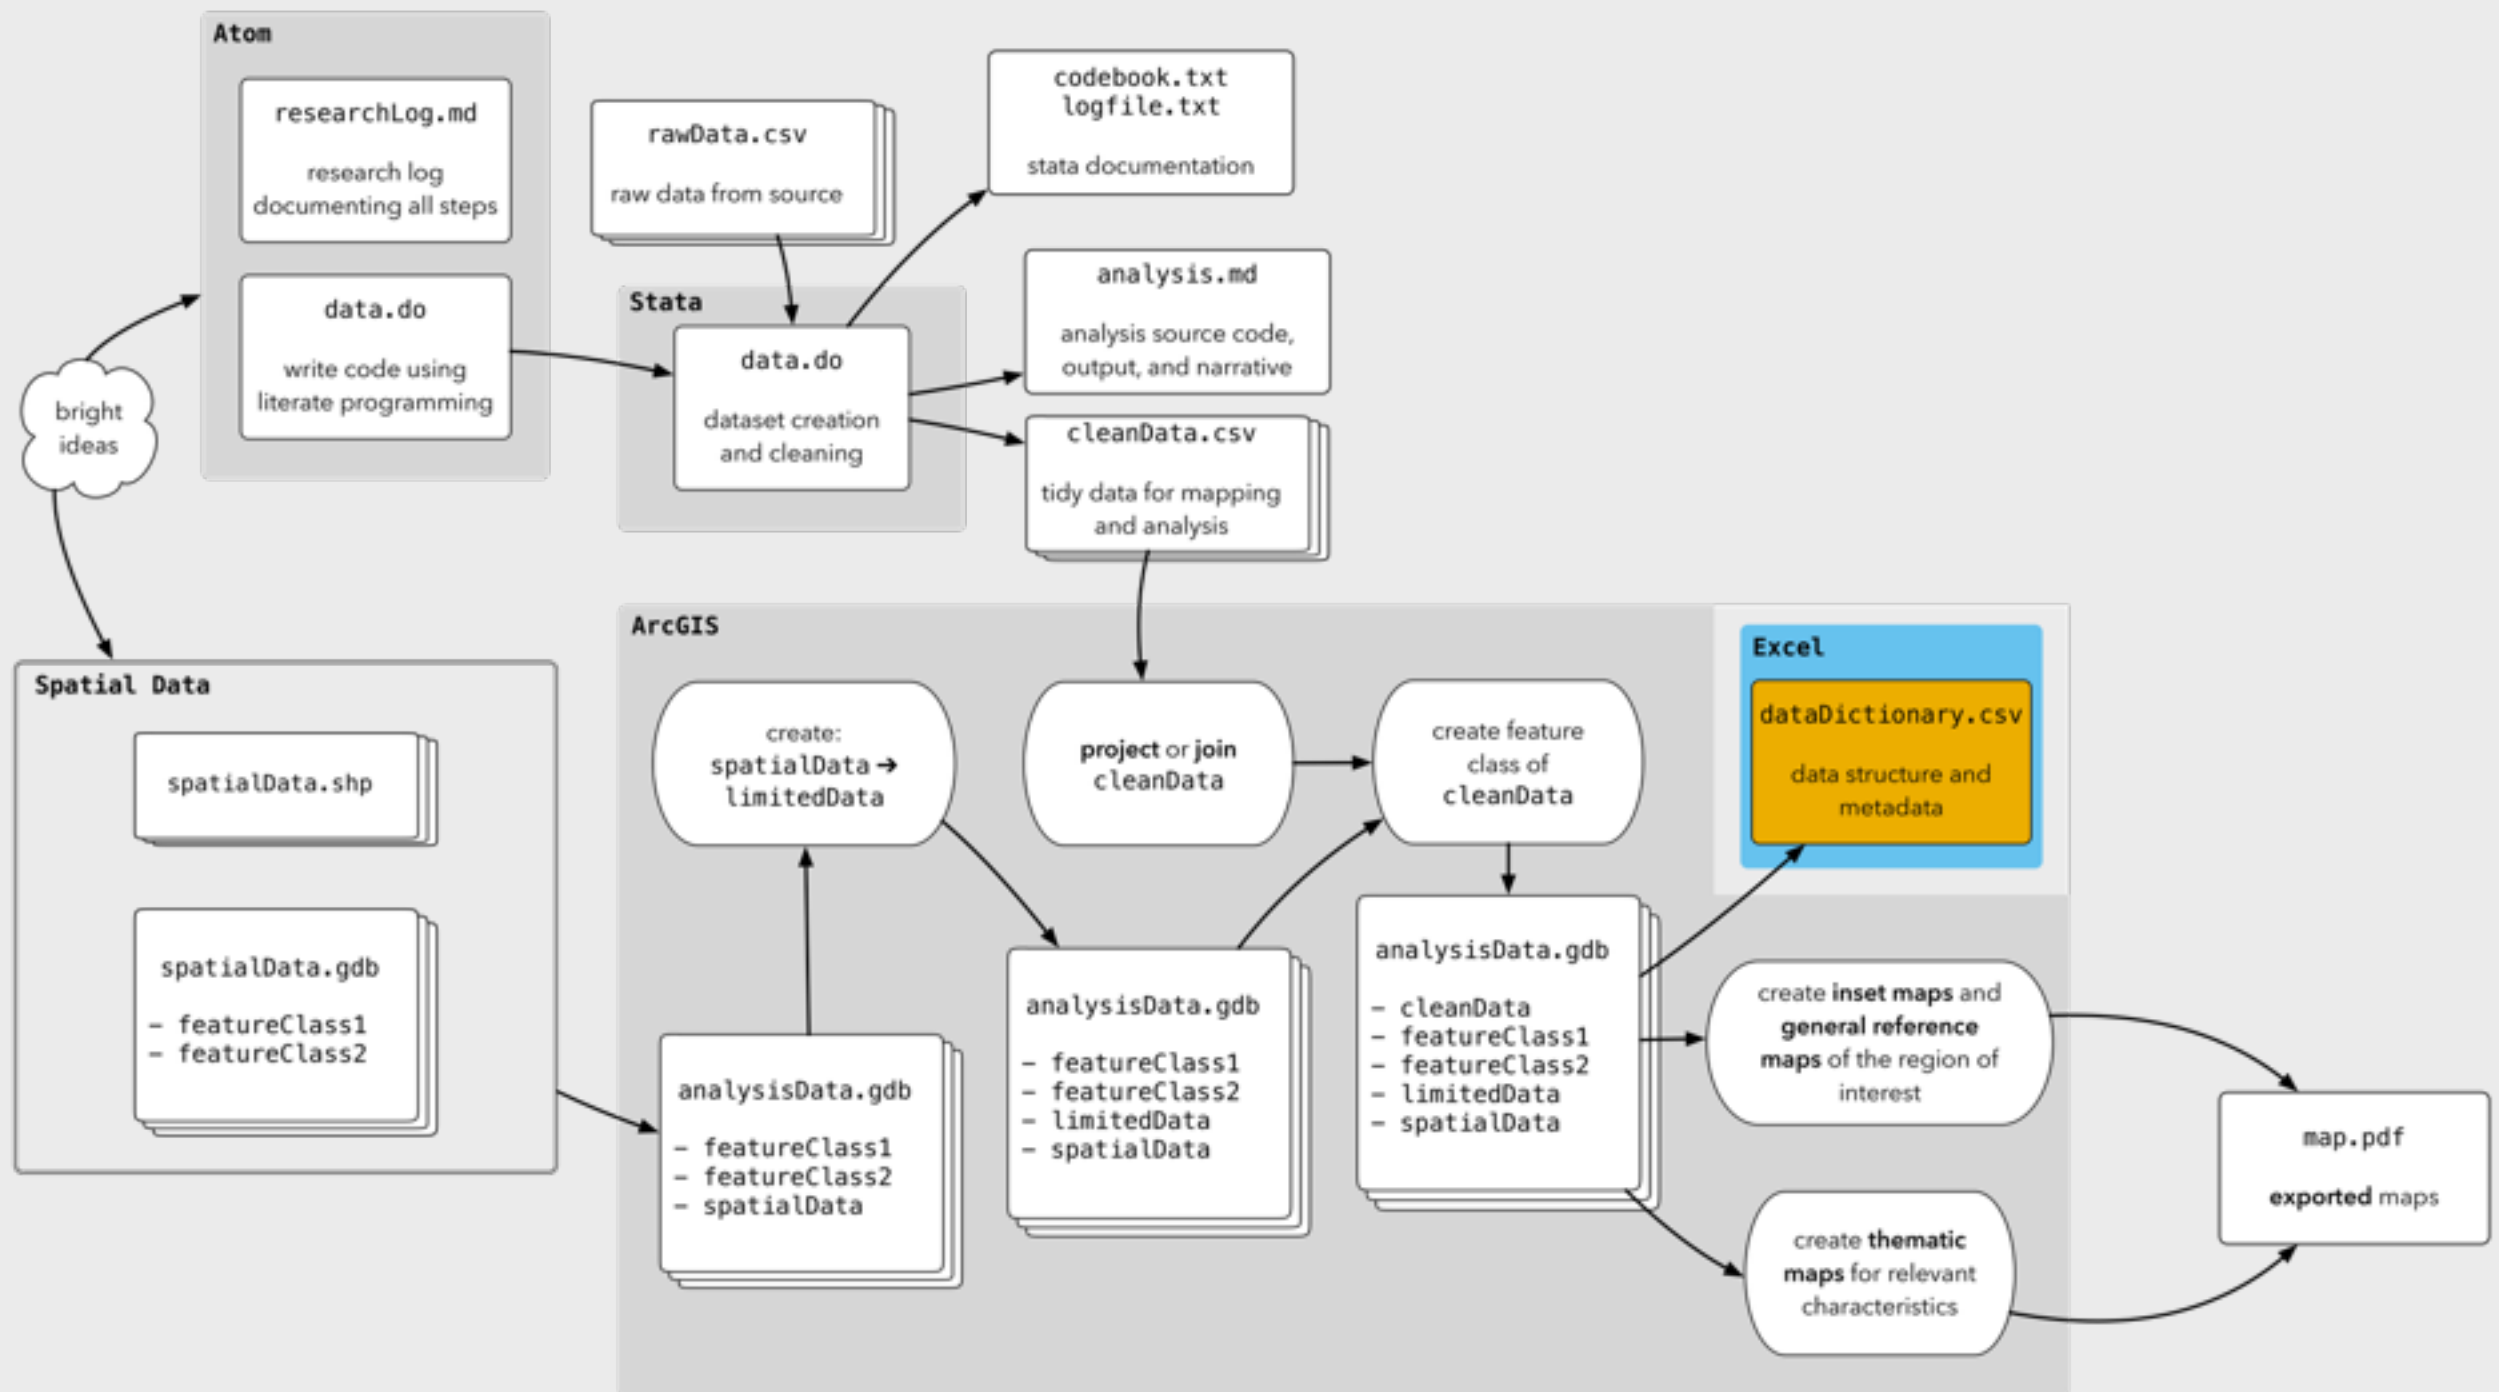 Atom
researchLog.md
research log
documenting all steps
data.do
write code using
literate programming
bright
ideas
rawData.csv
raw data from source
Stata
data.do
dataset creation
and cleaning
codebook.txt
logfile.txt
stata documentation
analysis.md
analysis source code,
output, and narrative
cleanData.csv
tidy data for mapping
and analysis
Spatial Data
spatialData.shp
spatialData.gdb
– featureClass1
– featureClass2
ArcGIS
create:
spatialData ➔
limitedData
project or join
cleanData
create feature
class of
cleanData
Excel
dataDictionary.csv
data structure and
metadata
analysisData.gdb
– featureClass1
– featureClass2
– spatialData
analysisData.gdb
– featureClass1
– featureClass2
– limitedData
– spatialData
analysisData.gdb
– cleanData
– featureClass1
– featureClass2
– limitedData
– spatialData
create inset maps and
general reference
maps of the region of
interest
create thematic
maps for relevant
characteristics
map.pdf
exported maps